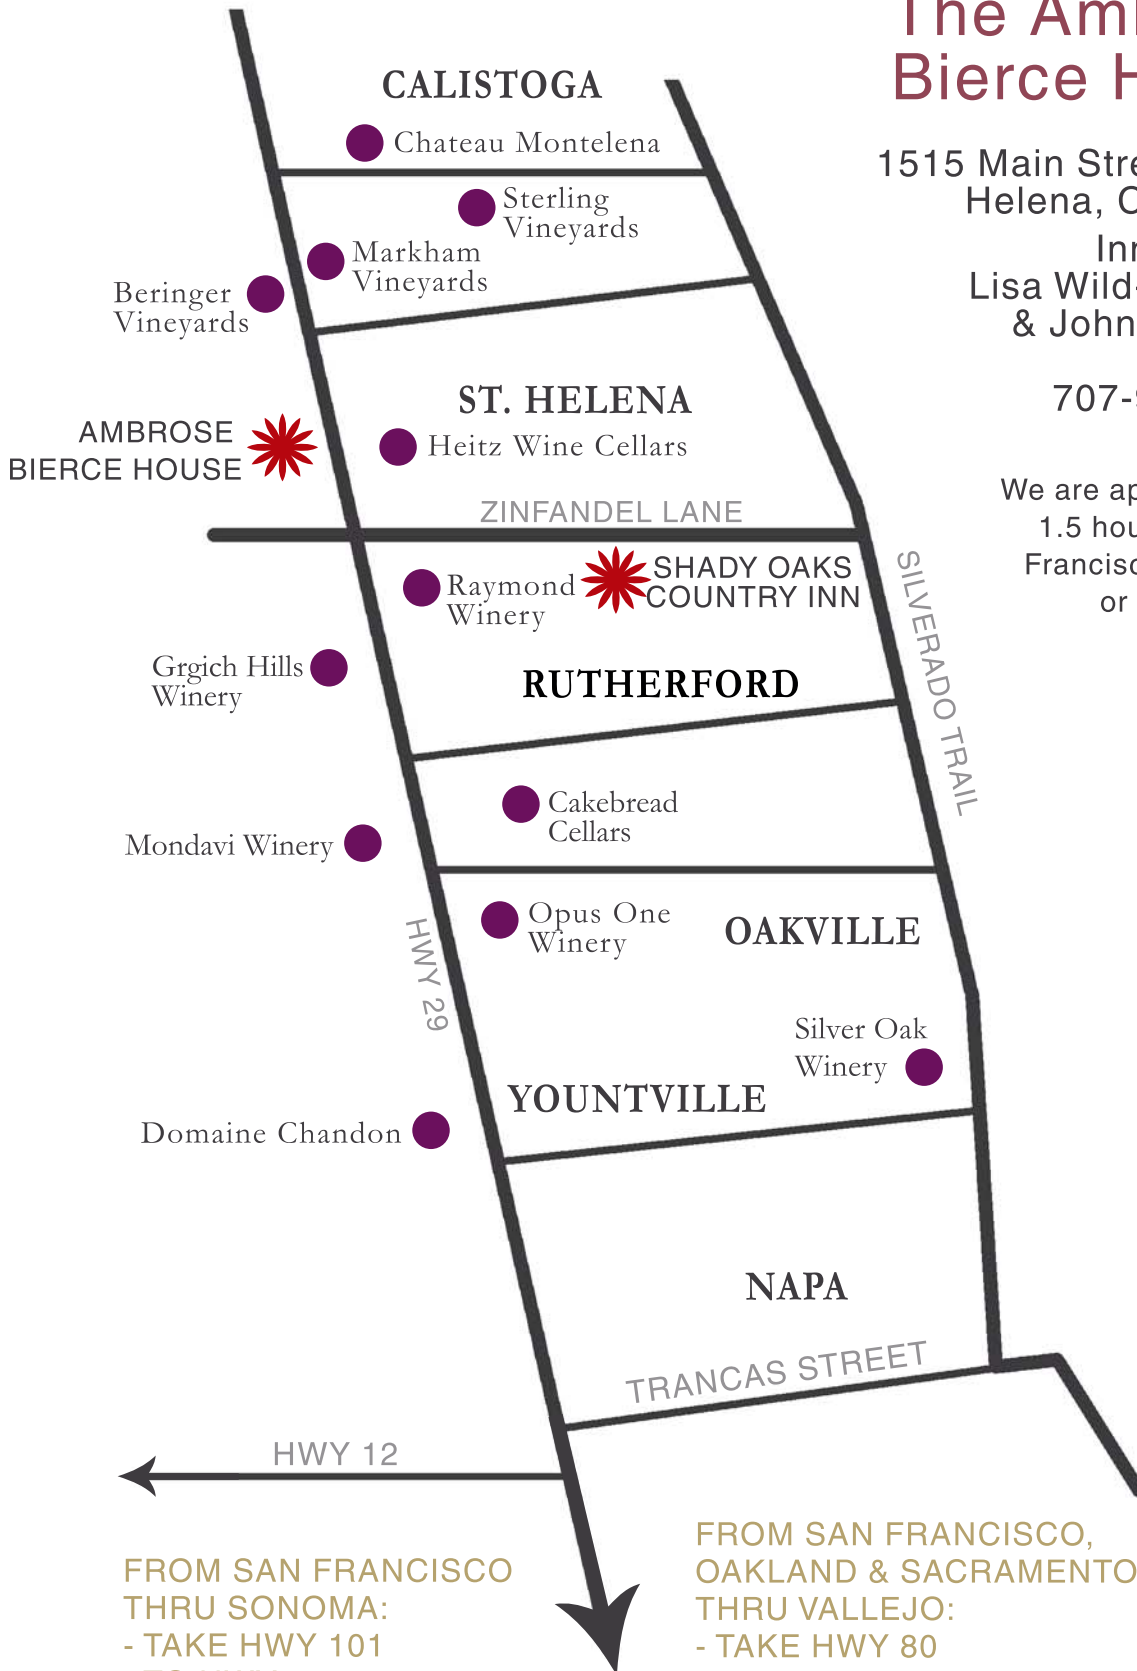 The
Bierce
CALISTOGA
Chateau Montelena
1515 Main
Helena,
Sterling
Vineyards
Markham
Vineyards
Beringer
Vineyards
Lisa
& John
ST. HELENA
707-
AMBROSE
BIERCE HOUSE
Heitz Wine Cellars
We are
1.5
or
ZINFANDEL LANE
SHADY OAKS
COUNTRY INN
Raymond
Winery
SILVERADO TRAIL
Grgich Hills
Winery
RUTHERFORD
Cakebread
Cellars
Mondavi Winery
Opus One
Winery
OAKVILLE
HWY 29
Silver Oak
Winery
YOUNTVILLE
Domaine Chandon
NAPA
TRANCAS STREET
HWY 12
FROM SAN FRANCISCO
THRU SONOMA:
- TAKE HWY 101
FROM SAN FRANCISCO,
OAKLAND & SACRAMENTO
THRU VALLEJO:
- TAKE HWY 80